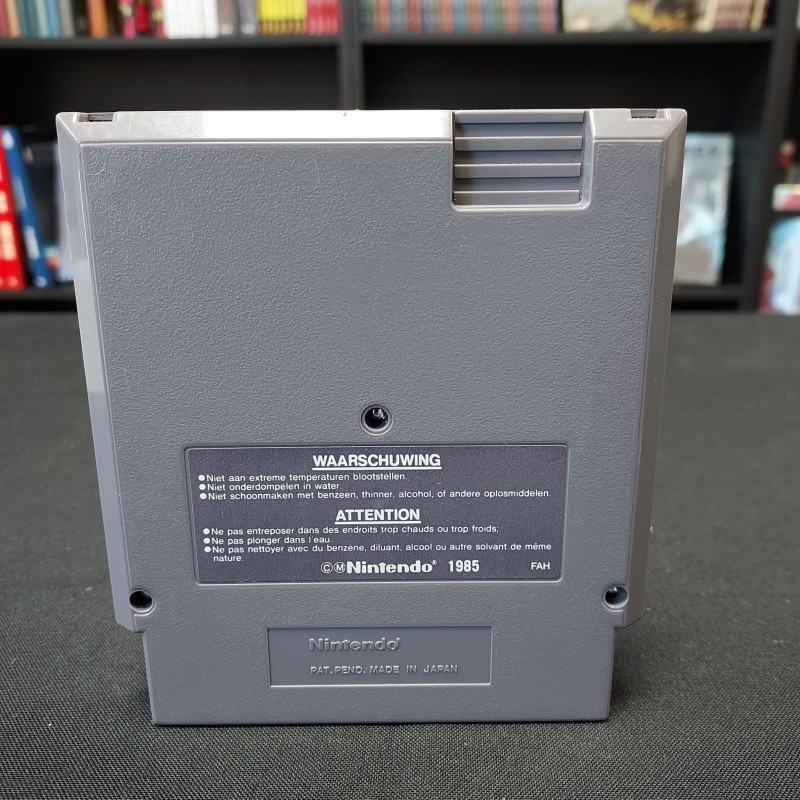 WAARSCHUWING
●Niet aan extreme temperaturen blootstellen.
●Niet onderdompelen in water.
●Niet schoonmaken met benzeen, thinner, alcohol, of andere oplosmiddelen.
ATTENTION
●Ne pas entreposer dans des endroits trop chauds ou trop froids;
●Ne pas plonger dans l'eau.
●Ne pas nettoyer avec du benzène, diluant, alcool ou autre solvant de même
nature.
©ⓂNintendo® 1985 FAH
Nintendo®
PAT. PEND. MADE IN JAPAN